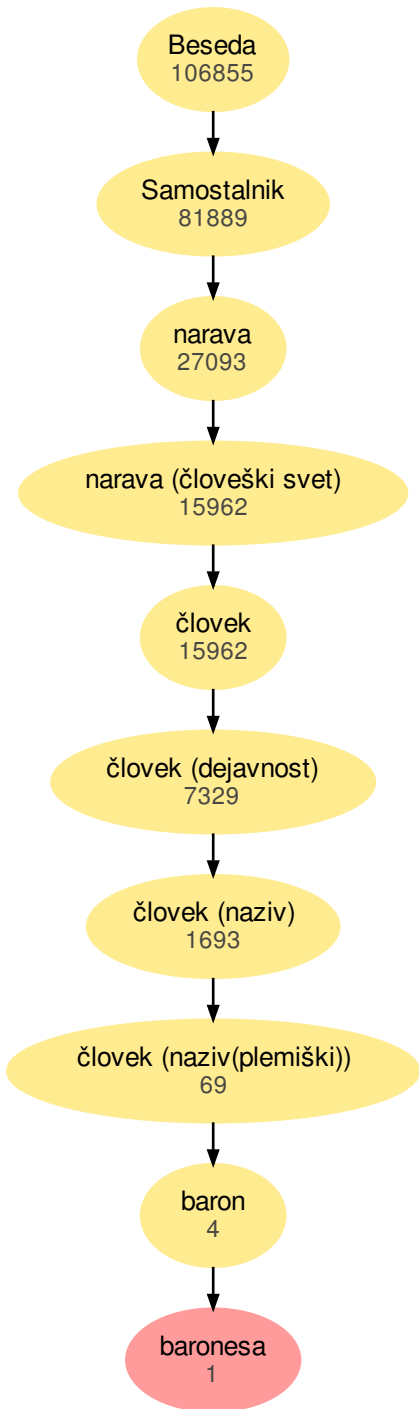 Beseda
106855
Samostalnik
81889
narava
27093
narava (človeški svet)
15962
človek
15962
človek (dejavnost)
7329
človek (naziv)
1693
človek (naziv(plemiški))
69
baron
4
baronesa
1